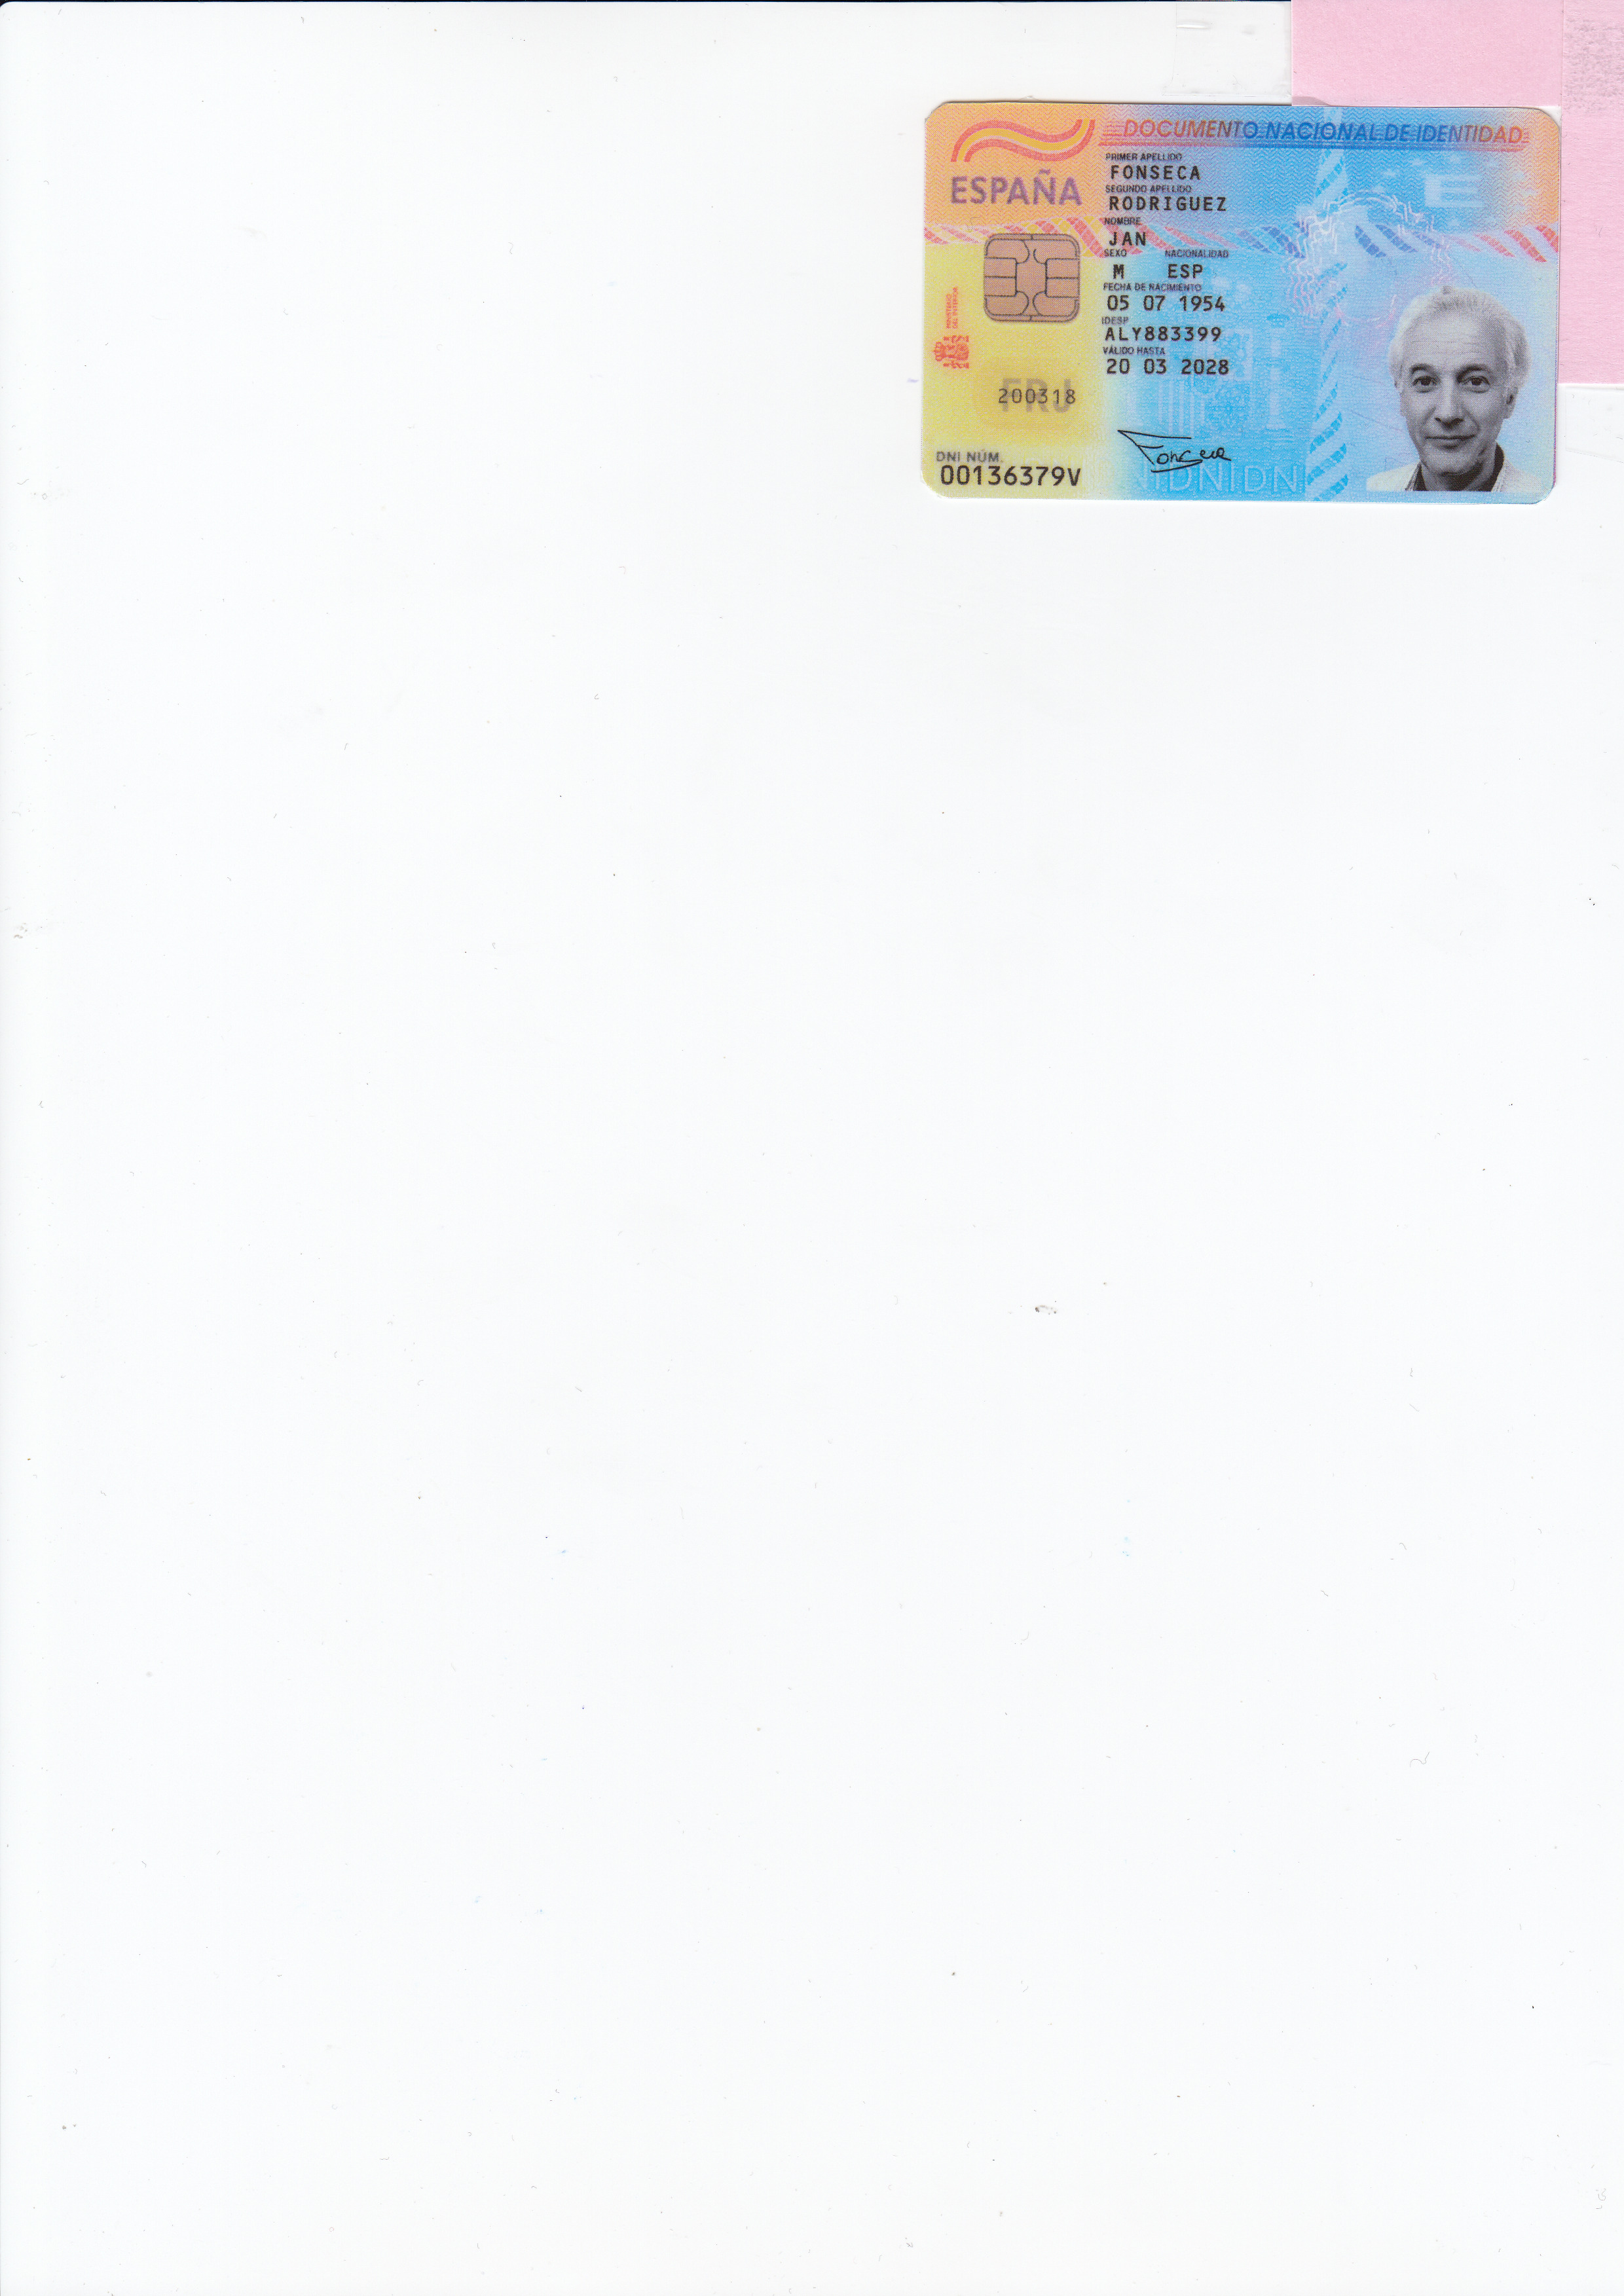 DOCUMENTO NACIONAL DE IDENTIDAD
ESPAÑA
PRIMER APELLIDO
FONSECA
SEGUNDO APELLIDO
RODRIGUEZ
NOMBRE
JAN
SEXO NACIONALIDAD
M ESP
FECHA DE NACIMIENTO
05 07 1954
IDESP
ALY883399
VÁLIDO HASTA
20 03 2028
MINISTERIO
DEL INTERIOR
FRJ
200318
Fonseca
DNI NÚM.
00136379V
NIDNIDNI
E